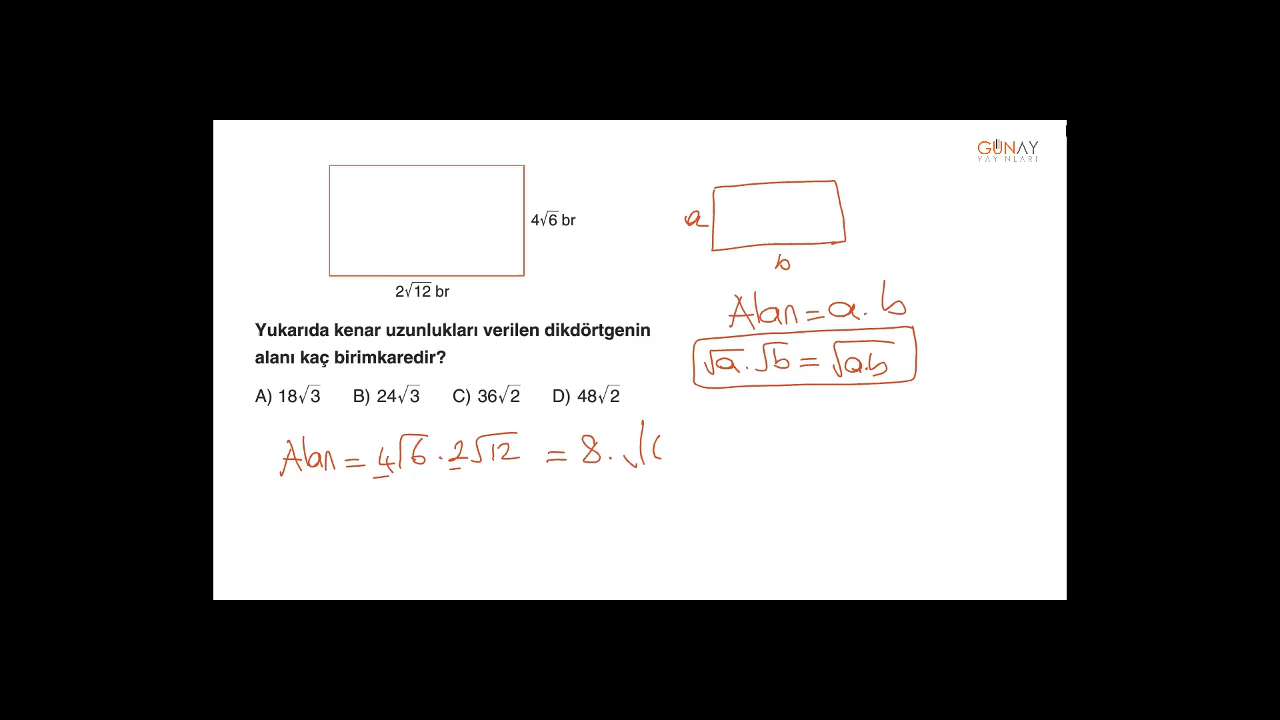 GÜNAY
YAYINLARI
4√6 br
2√12 br
a
b
Alan = a . b
√a . √b = √a.b
Yukarıda kenar uzunlukları verilen dikdörtgenin
alanı kaç birimkaredir?
A) 18√3 B) 24√3 C) 36√2 D) 48√2
Alan = 4√6 . 2√12 = 8 . √